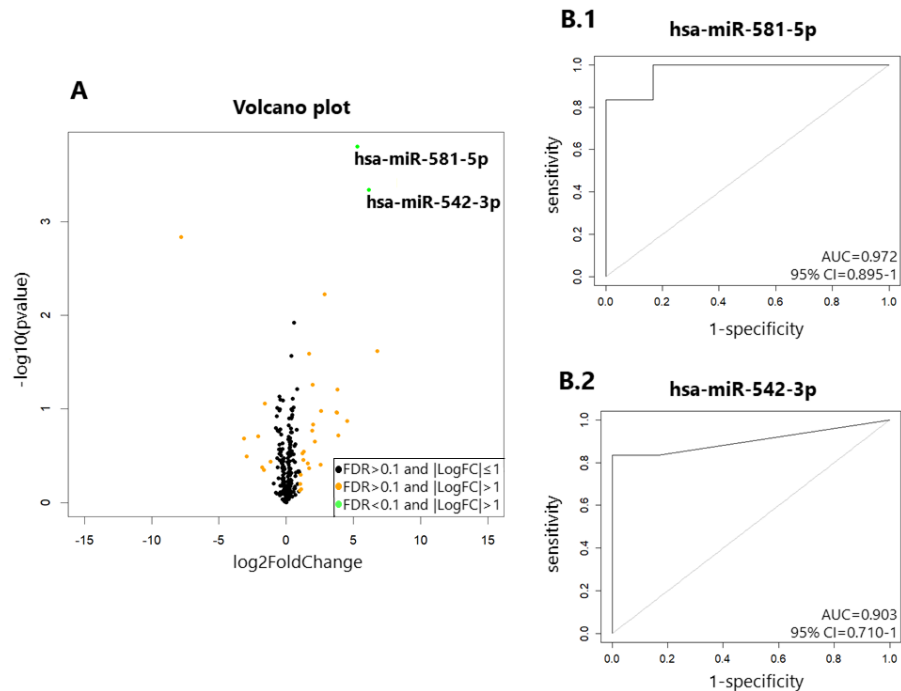 A
Volcano plot
hsa-miR-581-5p
hsa-miR-542-3p
-log10(pvalue)
3
2
1
0
FDR>0.1 and |LogFC|≤1
FDR>0.1 and |LogFC|>1
FDR<0.1 and |LogFC|>1
-15 -10 -5 0 5 10 15
log2FoldChange
B.1
hsa-miR-581-5p
sensitivity
1.0
0.8
0.6
0.4
0.2
0.0
AUC=0.972
95% CI=0.895-1
0.0 0.2 0.4 0.6 0.8 1.0
1-specificity
B.2
hsa-miR-542-3p
sensitivity
1.0
0.8
0.6
0.4
0.2
0.0
AUC=0.903
95% CI=0.710-1
0.0 0.2 0.4 0.6 0.8 1.0
1-specificity